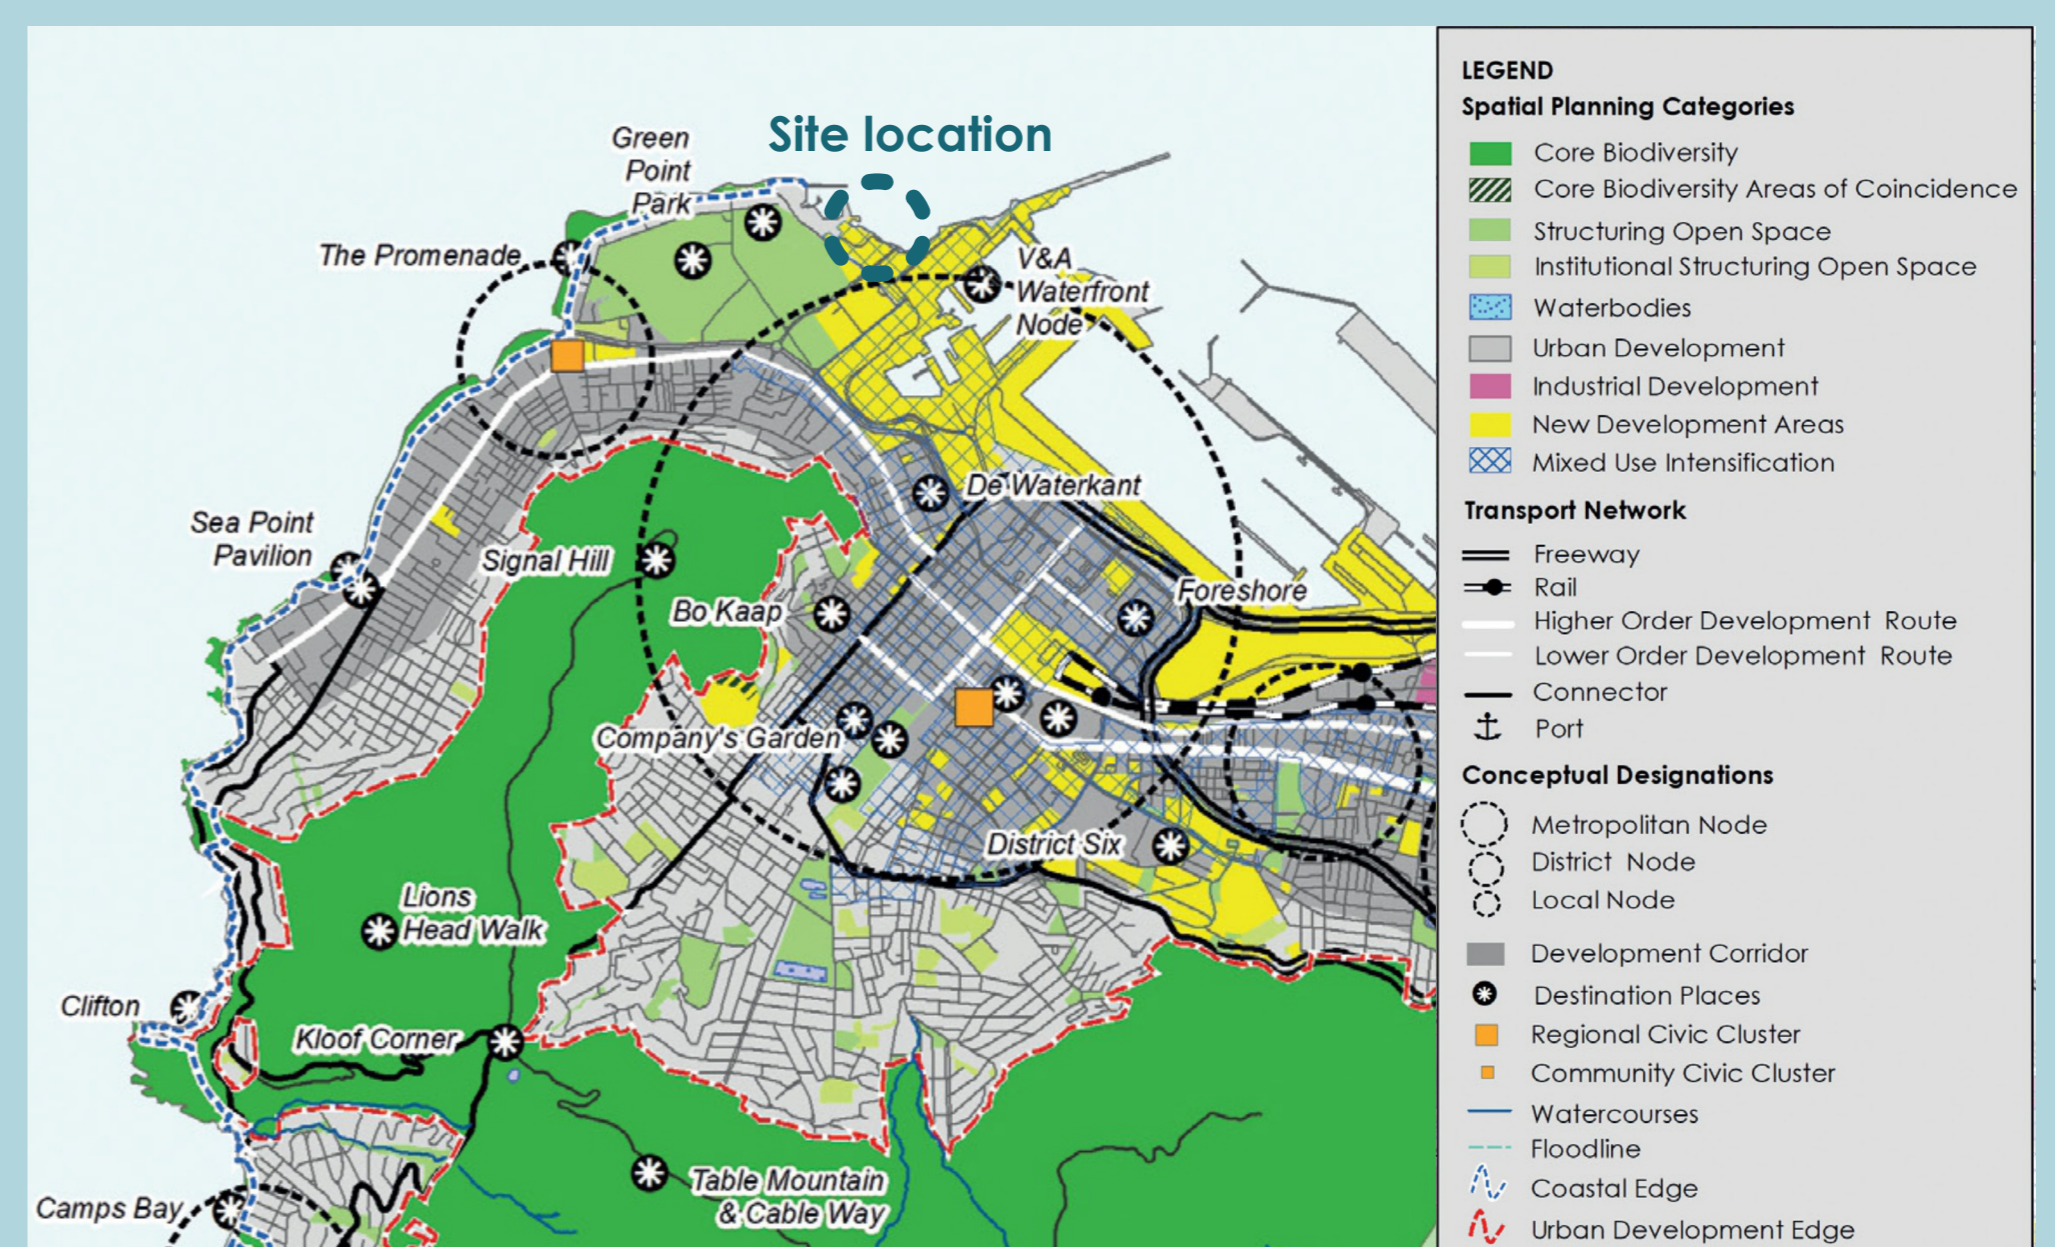 Site location
Green
Point
Park
The Promenade
V&A
Waterfront
Node
De Waterkant
Sea Point
Pavilion
Signal Hill
Bo Kaap
Foreshore
Company's Garden
District Six
Lions
Head Walk
Clifton
Kloof Corner
Table Mountain
& Cable Way
Camps Bay
LEGEND
Spatial Planning Categories
Core Biodiversity
Core Biodiversity Areas of Coincidence
Structuring Open Space
Institutional Structuring Open Space
Waterbodies
Urban Development
Industrial Development
New Development Areas
Mixed Use Intensification
Transport Network
Freeway
Rail
Higher Order Development Route
Lower Order Development Route
Connector
Port
Conceptual Designations
Metropolitan Node
District Node
Local Node
Development Corridor
Destination Places
Regional Civic Cluster
Community Civic Cluster
Watercourses
Floodline
Coastal Edge
Urban Development Edge